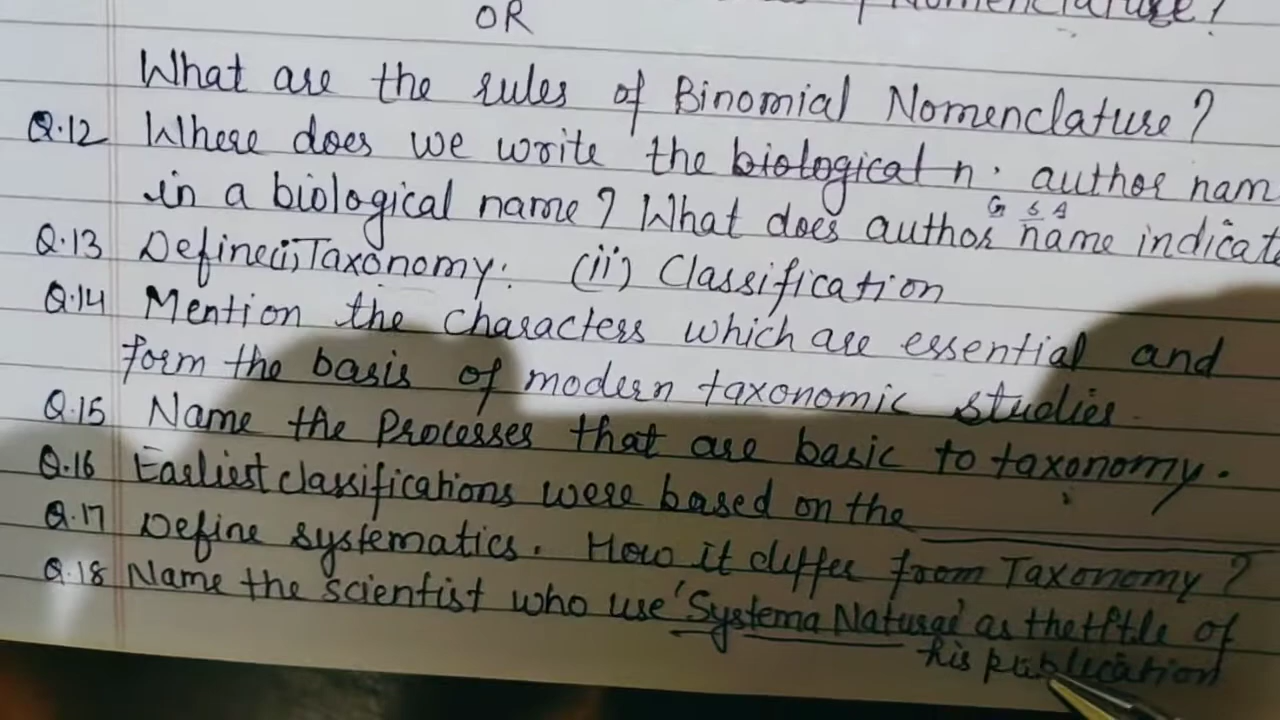 Nomenclature?
OR
What are the rules of Binomial Nomenclature?
Q.12 Where does we write the biological n. author nam
in a biological name? What does author name indicate
G S A
Q.13 Define(i) Taxonomy. (ii) Classification
Q.14 Mention the characters which are essential and
form the basis of modern taxonomic studies.
Q.15 Name the Processes that are basic to taxonomy.
Q.16 Earliest classifications were based on the ________
Q.17 Define systematics. How it differ from Taxonomy?
Q.18 Name the scientist who use 'Systema Naturae' as the title of
his publication